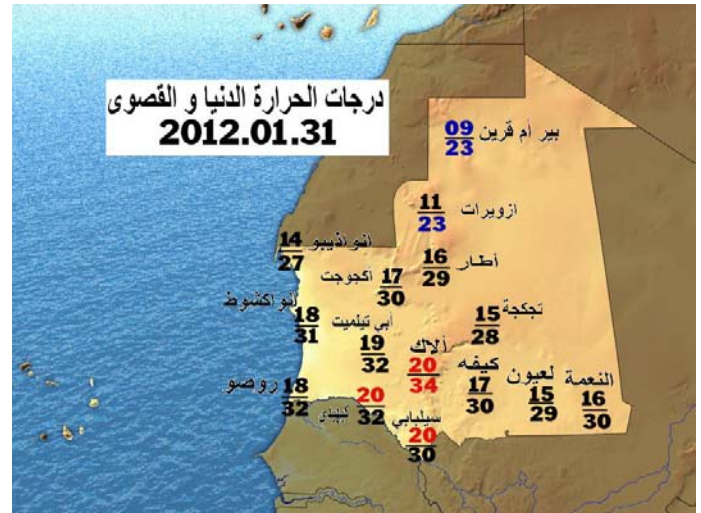 درجات الحرارة الدنيا و القصوى
2012.01.31
بير أم قرين
09
23
ازويرات
11
23
انواذيبو
14
27
أطار
16
29
أكجوجت
17
30
انواكشوط
18
31
أبي تيلميت
19
32
تجكجة
15
28
ألاك
20
34
كيفه
17
30
لعيون
15
29
النعمة
16
30
روصو
18
32
كيهيدي
20
32
سيلبابي
20
30